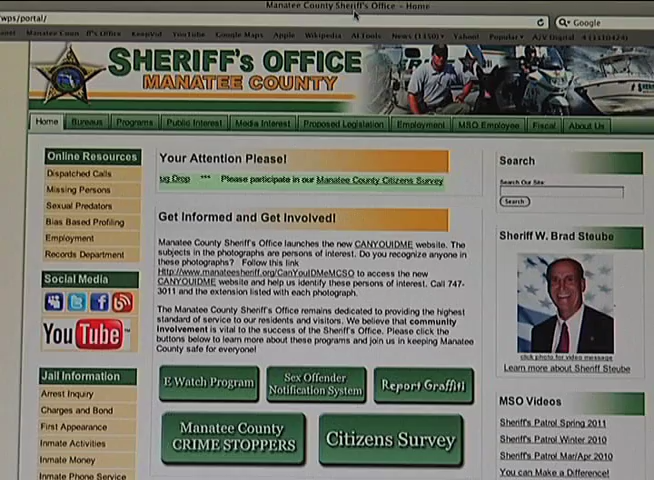 Manatee County Sheriff's Office - Home
wps/portal/
Google
KeepVid YouTube Google Maps Apple Wikipedia AI Tools News (1350) Yahoo! Popular A/V Digital
SHERIFF's OFFICE
MANATEE COUNTY
Home Bureaus Programs Public Interest Media Interest Proposed Legislation Employment MSO Employee Fiscal About Us
Online Resources
Dispatched Calls
Missing Persons
Sexual Predators
Bias Based Profiling
Employment
Records Department
Social Media
You Tube
Jail Information
Arrest Inquiry
Charges and Bond
First Appearance
Inmate Activities
Inmate Money
Inmate Phone Service
Your Attention Please!
ug Drop *** Please participate in our Manatee County Citizens Survey
Get Informed and Get Involved!
Manatee County Sheriff's Office launches the new CANYOUIDME website. The
subjects in the photographs are persons of interest. Do you recognize anyone in
these photographs? Follow this link
Http://www.manateesheriff.org/CanYouIDMeMCSO to access the new
CANYOUIDME website and help us identify these persons of interest. Call 747-
3011 and the extension listed with each photograph.
The Manatee County Sheriff's Office remains dedicated to providing the highest
standard of service to our residents and visitors. We believe that community
involvement is vital to the success of the Sheriff's Office. Please click the
buttons below to learn more about these programs and join us in keeping Manatee
County safe for everyone!
E Watch Program
Sex Offender
Notification System
Report Graffiti
Manatee County
CRIME STOPPERS
Citizens Survey
Search
Search Our Site:
Search
Sheriff W. Brad Steube
click photo for video message
Learn more about Sheriff Steube
MSO Videos
Sheriff's Patrol Spring 2011
Sheriff's Patrol Winter 2010
Sheriff's Patrol Mar/Apr 2010
You can Make a Difference!